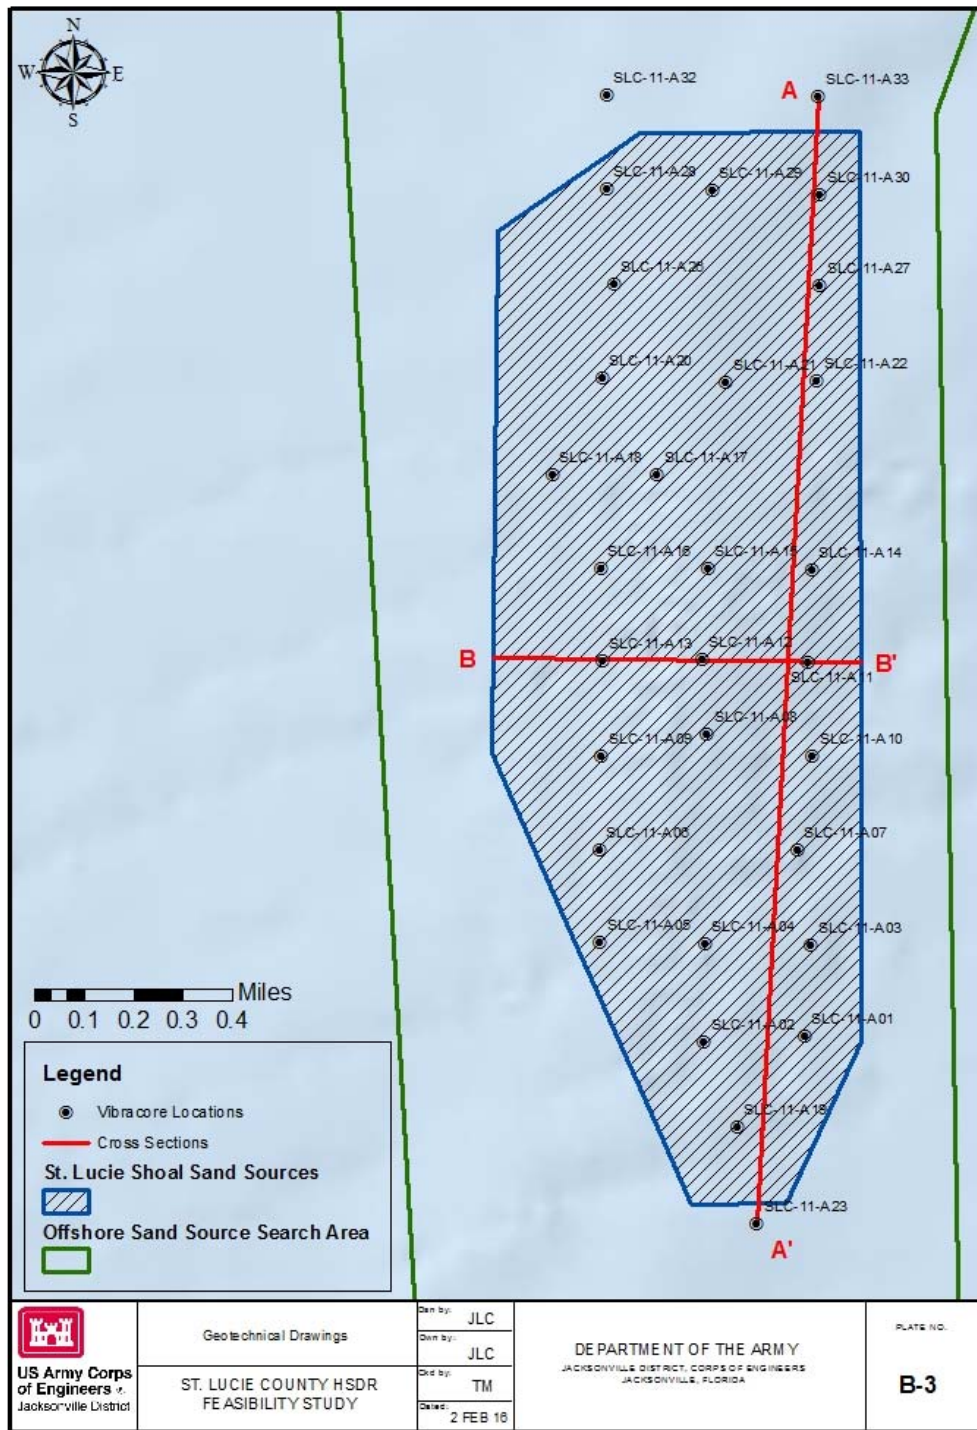 N
W E
S
SLC-11-A32
A SLC-11-A33
SLC-11-A28 SLC-11-A29 SLC-11-A30
SLC-11-A26 SLC-11-A27
SLC-11-A20 SLC-11-A21 SLC-11-A22
SLC-11-A18 SLC-11-A17
SLC-11-A16 SLC-11-A15 SLC-11-A14
B SLC-11-A13 SLC-11-A12 B'
SLC-11-A11
SLC-11-A09 SLC-11-A08 SLC-11-A10
SLC-11-A06 SLC-11-A07
SLC-11-A05 SLC-11-A04 SLC-11-A03
SLC-11-A02 SLC-11-A01
SLC-11-A19
SLC-11-A23
A'
Miles
0 0.1 0.2 0.3 0.4
Legend
Vibracore Locations
Cross Sections
St. Lucie Shoal Sand Sources
Offshore Sand Source Search Area
US Army Corps
of Engineers
Jacksonville District
Geotechnical Drawings
ST. LUCIE COUNTY HSDR
FEASIBILITY STUDY
Dsn by: JLC
Dwn by: JLC
Ckd by: TM
Dated: 2 FEB 16
DEPARTMENT OF THE ARMY
JACKSONVILLE DISTRICT, CORPS OF ENGINEERS
JACKSONVILLE, FLORIDA
PLATE NO.
B-3